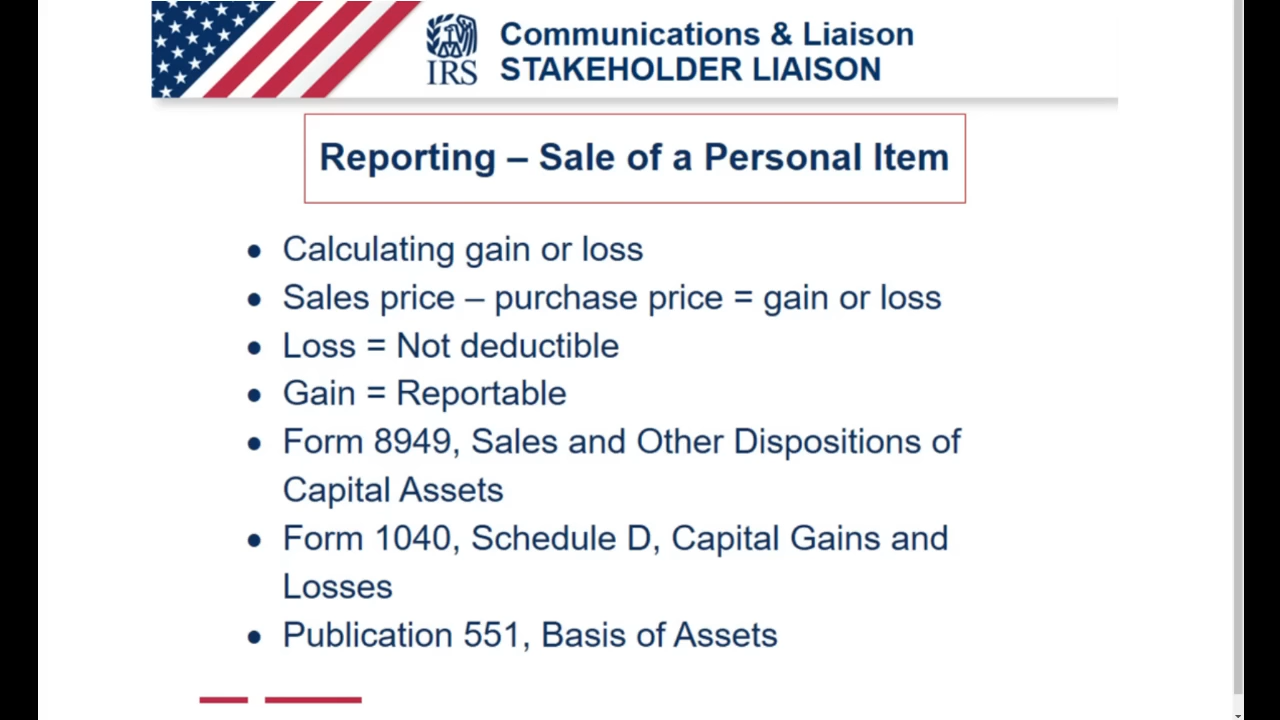 Communications & Liaison
IRS
STAKEHOLDER LIAISON
Reporting – Sale of a Personal Item
• Calculating gain or loss
• Sales price – purchase price = gain or loss
• Loss = Not deductible
• Gain = Reportable
• Form 8949, Sales and Other Dispositions of
Capital Assets
• Form 1040, Schedule D, Capital Gains and
Losses
• Publication 551, Basis of Assets